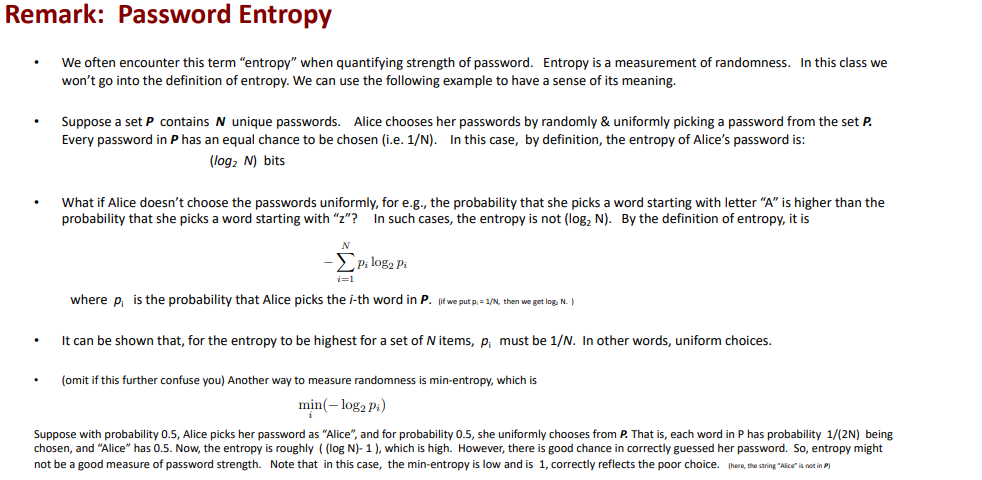 Remark: Password Entropy
• We often encounter this term “entropy” when quantifying strength of password. Entropy is a measurement of randomness. In this class we
won’t go into the definition of entropy. We can use the following example to have a sense of its meaning.
• Suppose a set P contains N unique passwords. Alice chooses her passwords by randomly & uniformly picking a password from the set P.
Every password in P has an equal chance to be chosen (i.e. 1/N). In this case, by definition, the entropy of Alice’s password is:
(log₂ N) bits
• What if Alice doesn’t choose the passwords uniformly, for e.g., the probability that she picks a word starting with letter “A” is higher than the
probability that she picks a word starting with “z”? In such cases, the entropy is not (log₂ N). By the definition of entropy, it is
N
− ∑ pᵢ log₂ pᵢ
i=1
where pᵢ is the probability that Alice picks the i-th word in P. (if we put pᵢ = 1/N, then we get log₂ N. )
• It can be shown that, for the entropy to be highest for a set of N items, pᵢ must be 1/N. In other words, uniform choices.
• (omit if this further confuse you) Another way to measure randomness is min-entropy, which is
min(− log₂ pᵢ)
i
Suppose with probability 0.5, Alice picks her password as “Alice”, and for probability 0.5, she uniformly chooses from P. That is, each word in P has probability 1/(2N) being
chosen, and “Alice” has 0.5. Now, the entropy is roughly ( (log N)- 1 ), which is high. However, there is good chance in correctly guessed her password. So, entropy might
not be a good measure of password strength. Note that in this case, the min-entropy is low and is 1, correctly reflects the poor choice. (here, the string “Alice” is not in P)